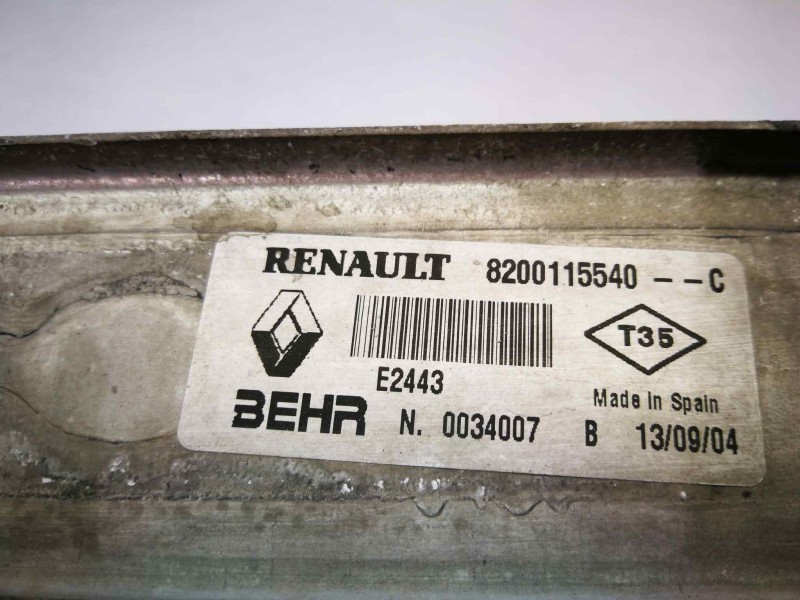 RENAULT 8200115540 -- C
T35
E2443
Made In Spain
BEHR N. 0034007 B 13/09/04